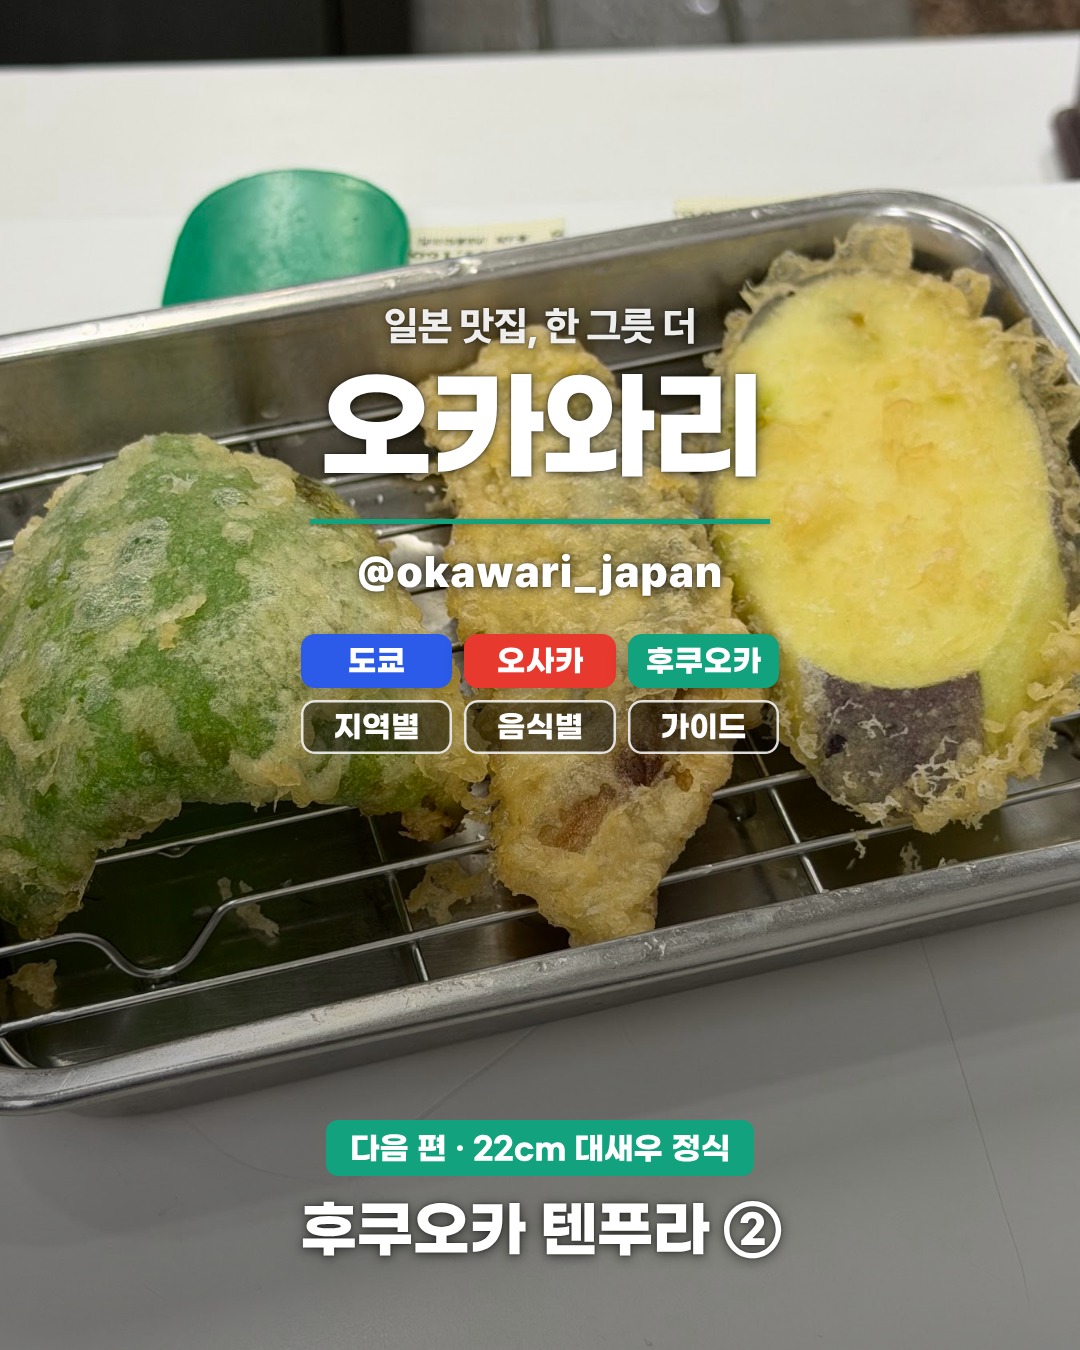 일본 맛집, 한 그릇 더
오카와리
@okawari_japan
도쿄 오사카 후쿠오카
지역별 음식별 가이드
다음 편 · 22cm 대새우 정식
후쿠오카 텐푸라 ②